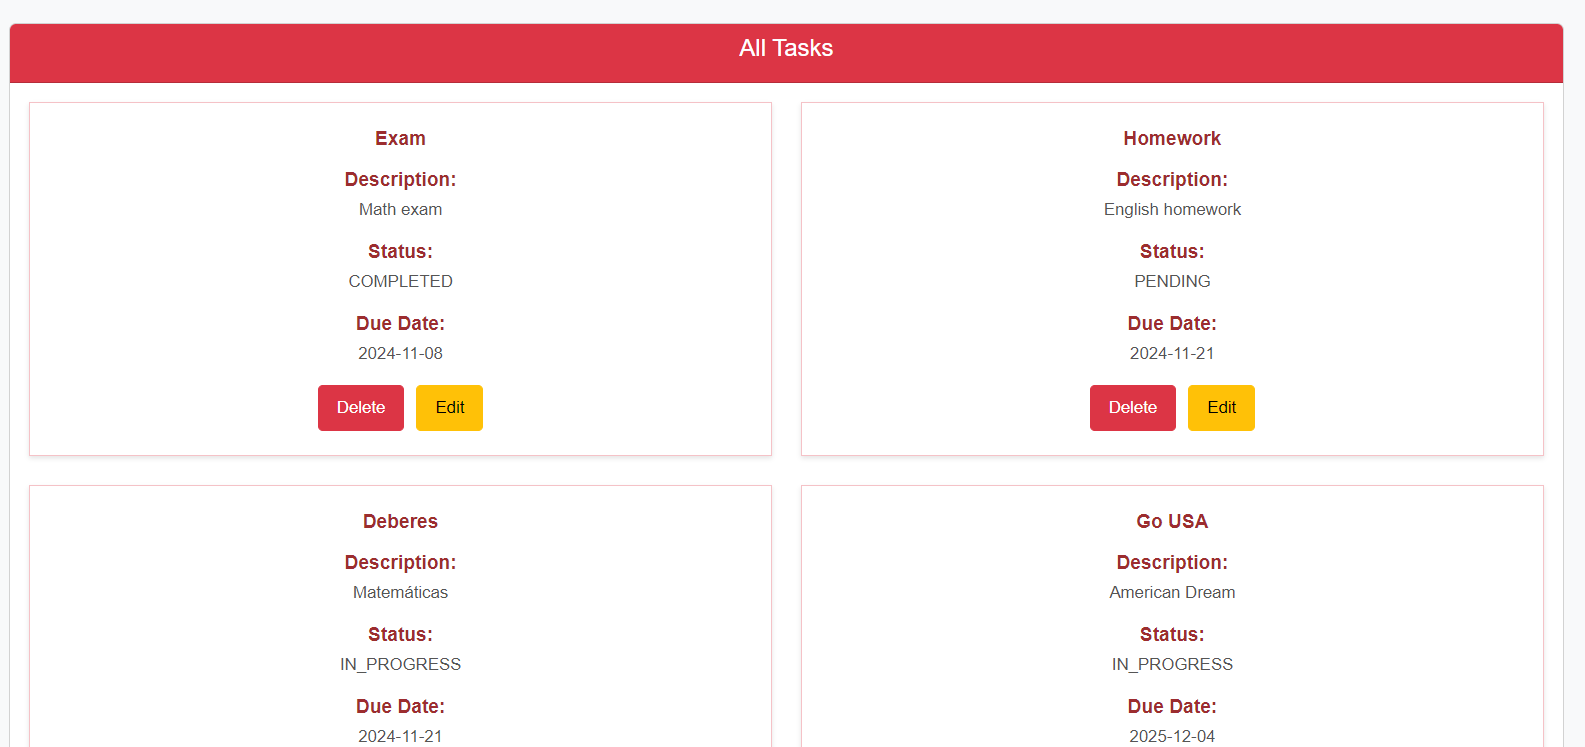 All Tasks
Exam
Description:
Math exam
Status:
COMPLETED
Due Date:
2024-11-08
Delete Edit
Homework
Description:
English homework
Status:
PENDING
Due Date:
2024-11-21
Delete Edit
Deberes
Description:
Matemáticas
Status:
IN_PROGRESS
Due Date:
2024-11-21
Go USA
Description:
American Dream
Status:
IN_PROGRESS
Due Date:
2025-12-04